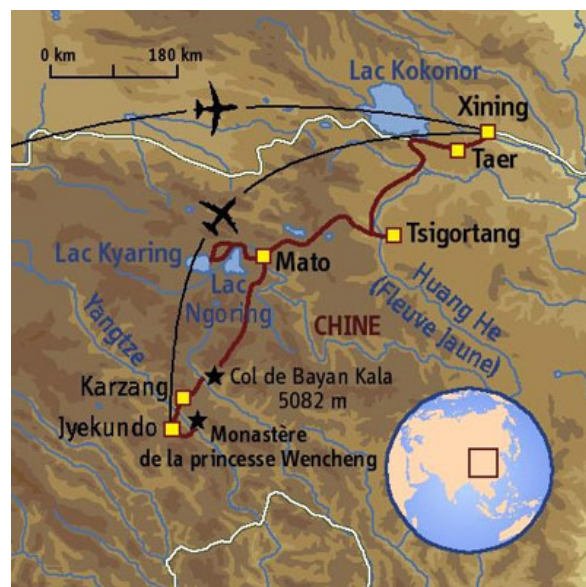 0 km 180 km
Lac Kokonor
Xining
Taer
Tsigortang
Lac Kyaring
Mato
Lac
Ngoring
Huang He
(Fleuve Jaune)
Yangtze
CHINE
Col de Bayan Kala
5082 m
Karzang
Jyekundo
Monastère
de la princesse Wencheng